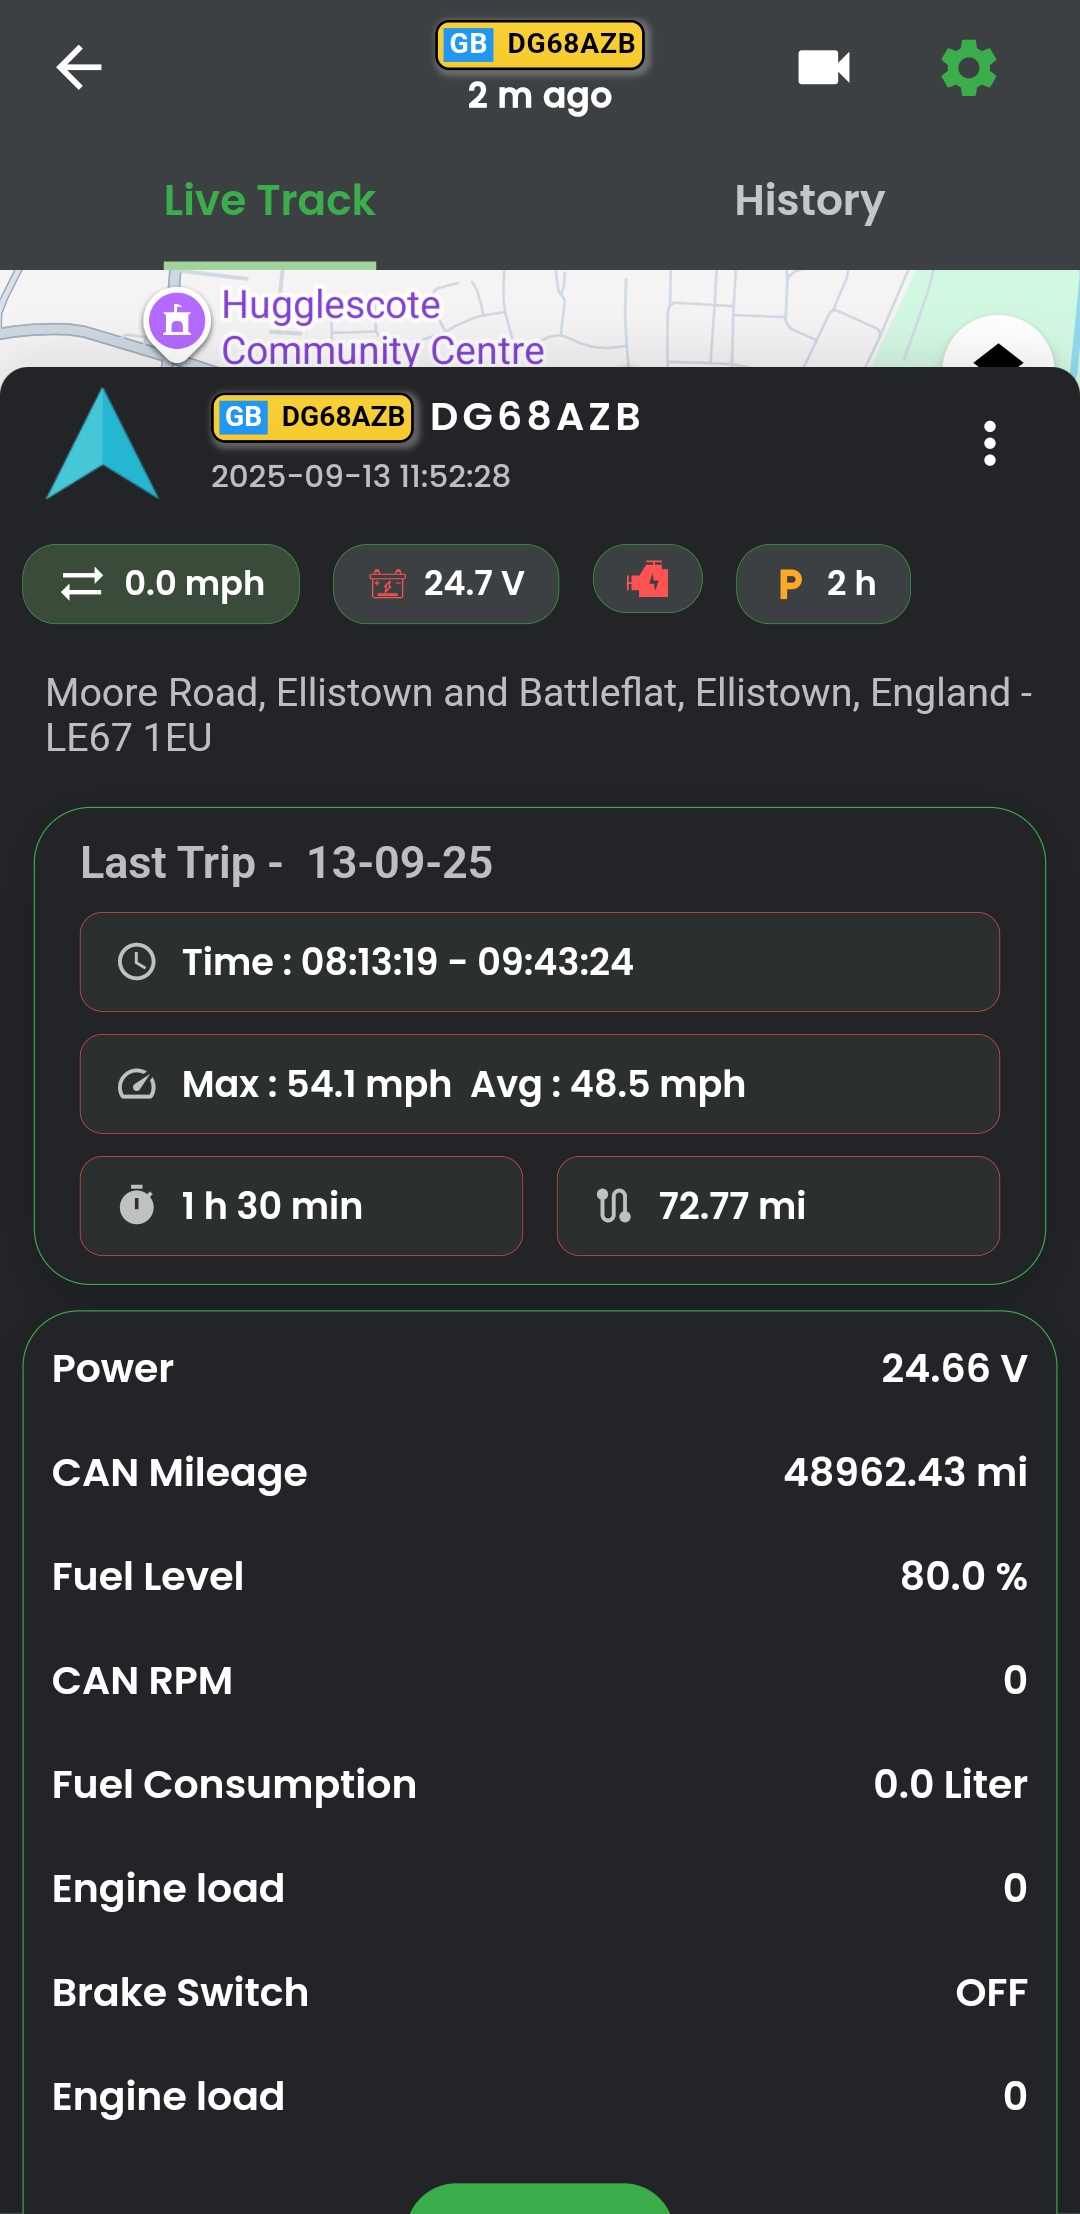 GB DG68AZB
2 m ago
Live Track
History
Hugglescote
Community Centre
GB DG68AZB DG68AZB
2025-09-13 11:52:28
0.0 mph
24.7 V
P 2 h
Moore Road, Ellistown and Battleflat, Ellistown, England -
LE67 1EU
Last Trip - 13-09-25
Time : 08:13:19 - 09:43:24
Max : 54.1 mph Avg : 48.5 mph
1 h 30 min
72.77 mi
Power 24.66 V
CAN Mileage 48962.43 mi
Fuel Level 80.0 %
CAN RPM 0
Fuel Consumption 0.0 Liter
Engine load 0
Brake Switch OFF
Engine load 0